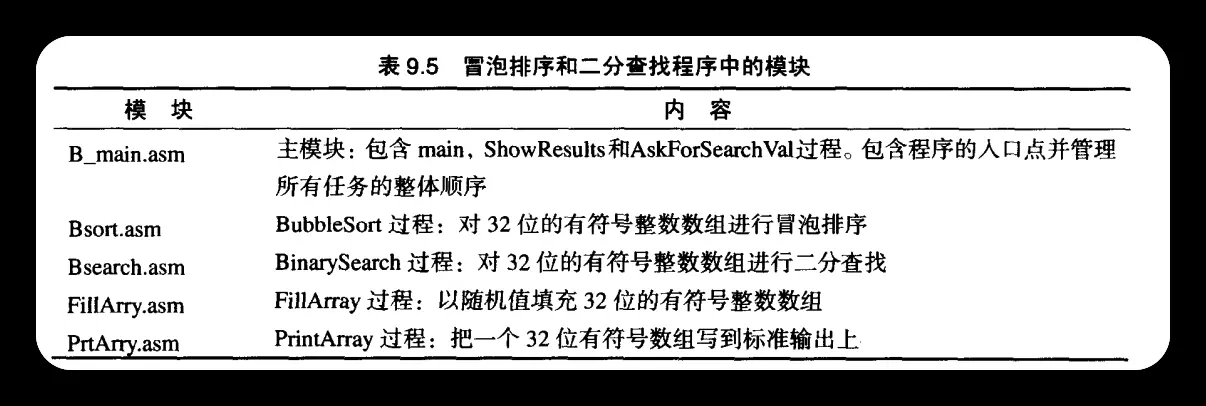 表 9.5 冒泡排序和二分查找程序中的模块
模 块 内 容
B_main.asm 主模块：包含 main，ShowResults和AskForSearchVal过程。包含程序的入口点并管理
所有任务的整体顺序
Bsort.asm BubbleSort 过程：对 32 位的有符号整数数组进行冒泡排序
Bsearch.asm BinarySearch 过程：对 32 位的有符号整数数组进行二分查找
FillArry.asm FillArray 过程：以随机值填充 32 位的有符号整数数组
PrtArry.asm PrintArray 过程：把一个 32 位有符号数组写到标准输出上